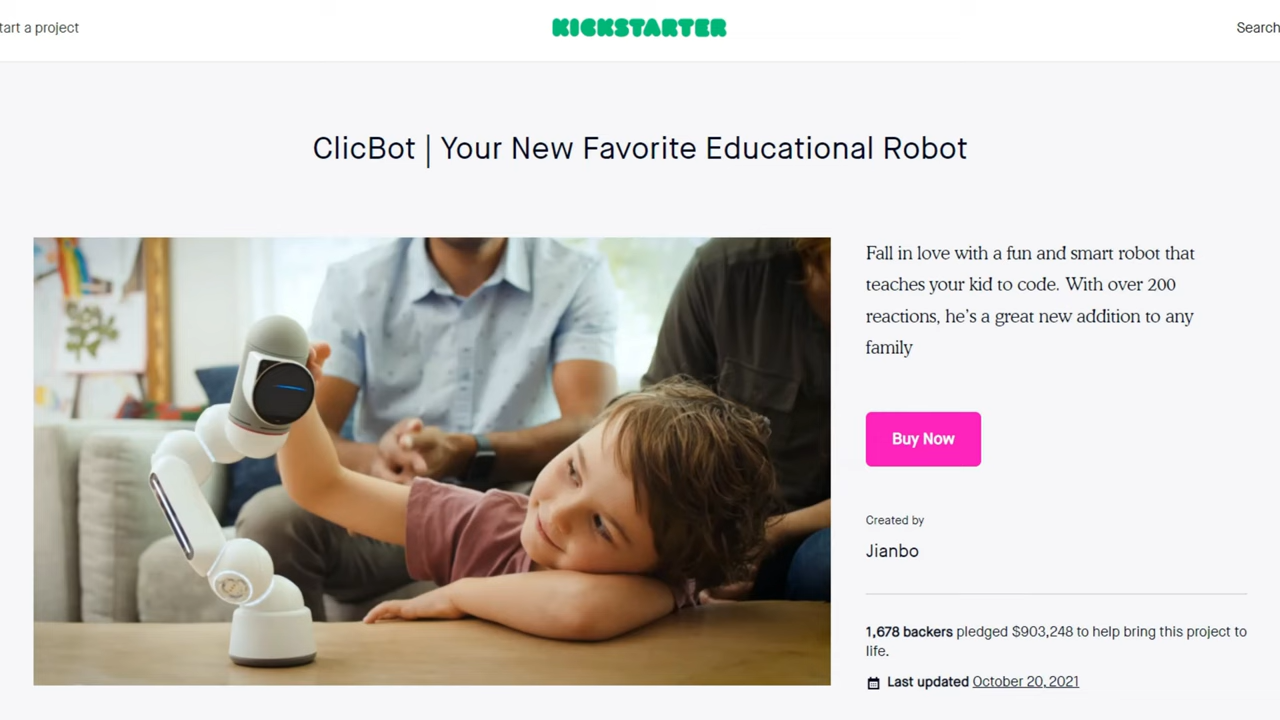 tart a project
KICKSTARTER
Search
ClicBot | Your New Favorite Educational Robot
Fall in love with a fun and smart robot that
teaches your kid to code. With over 200
reactions, he's a great new addition to any
family
Buy Now
Created by
Jianbo
1,678 backers pledged $903,248 to help bring this project to
life.
Last updated October 20, 2021